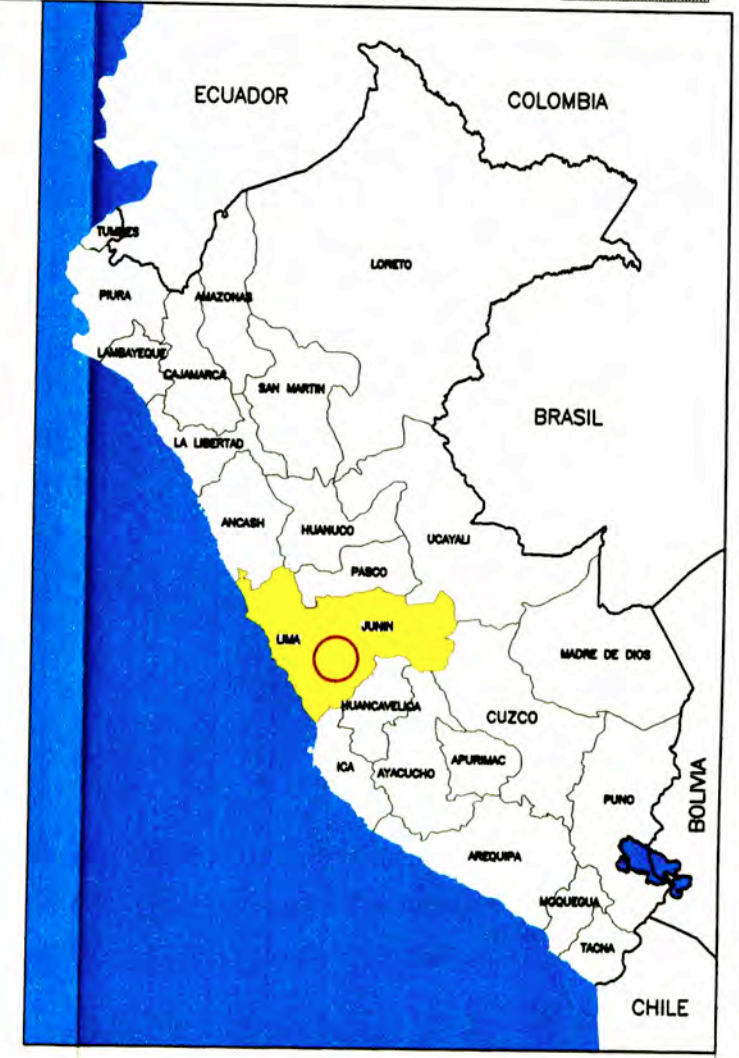 ECUADOR
COLOMBIA
TUMBES
LORETO
PIURA
AMAZONAS
LAMBAYEQUE
CAJAMARCA
SAN MARTIN
BRASIL
LA LIBERTAD
ANCASH
HUANUCO
UCAYALI
PASCO
LIMA
JUNIN
MADRE DE DIOS
HUANCAVELICA
CUZCO
ICA
AYACUCHO
APURIMAC
PUNO
BOLIVIA
AREQUIPA
MOQUEGUA
TACNA
CHILE